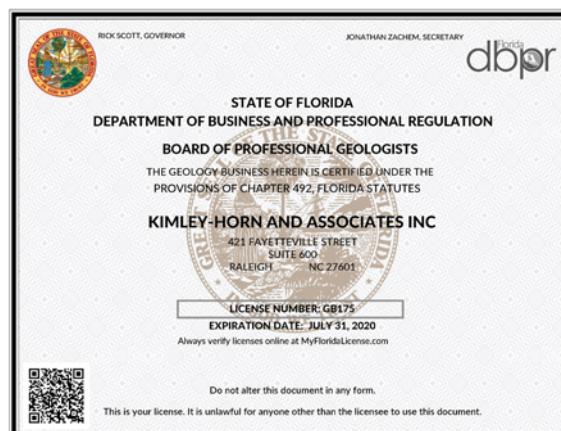 RICK SCOTT, GOVERNOR
JONATHAN ZACHEM, SECRETARY
Florida
dbpr
STATE OF FLORIDA
DEPARTMENT OF BUSINESS AND PROFESSIONAL REGULATION
BOARD OF PROFESSIONAL GEOLOGISTS
THE GEOLOGY BUSINESS HEREIN IS CERTIFIED UNDER THE
PROVISIONS OF CHAPTER 492, FLORIDA STATUTES
KIMLEY-HORN AND ASSOCIATES INC
421 FAYETTEVILLE STREET
SUITE 600
RALEIGH NC 27601
LICENSE NUMBER: GB175
EXPIRATION DATE: JULY 31, 2020
Always verify licenses online at MyFloridaLicense.com
Do not alter this document in any form.
This is your license. It is unlawful for anyone other than the licensee to use this document.